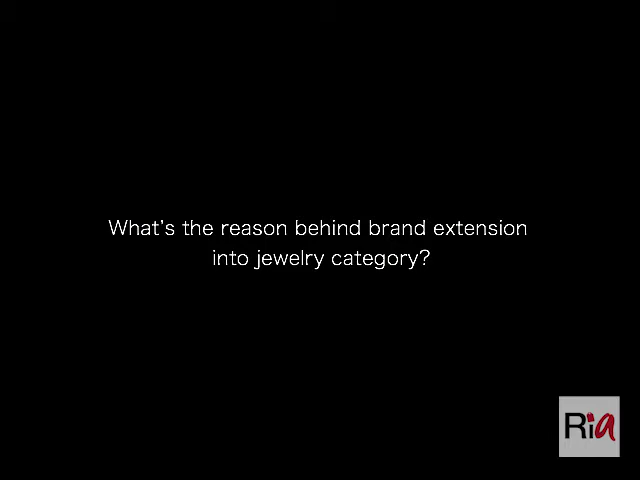 What's the reason behind brand extension
into jewelry category?
Ria